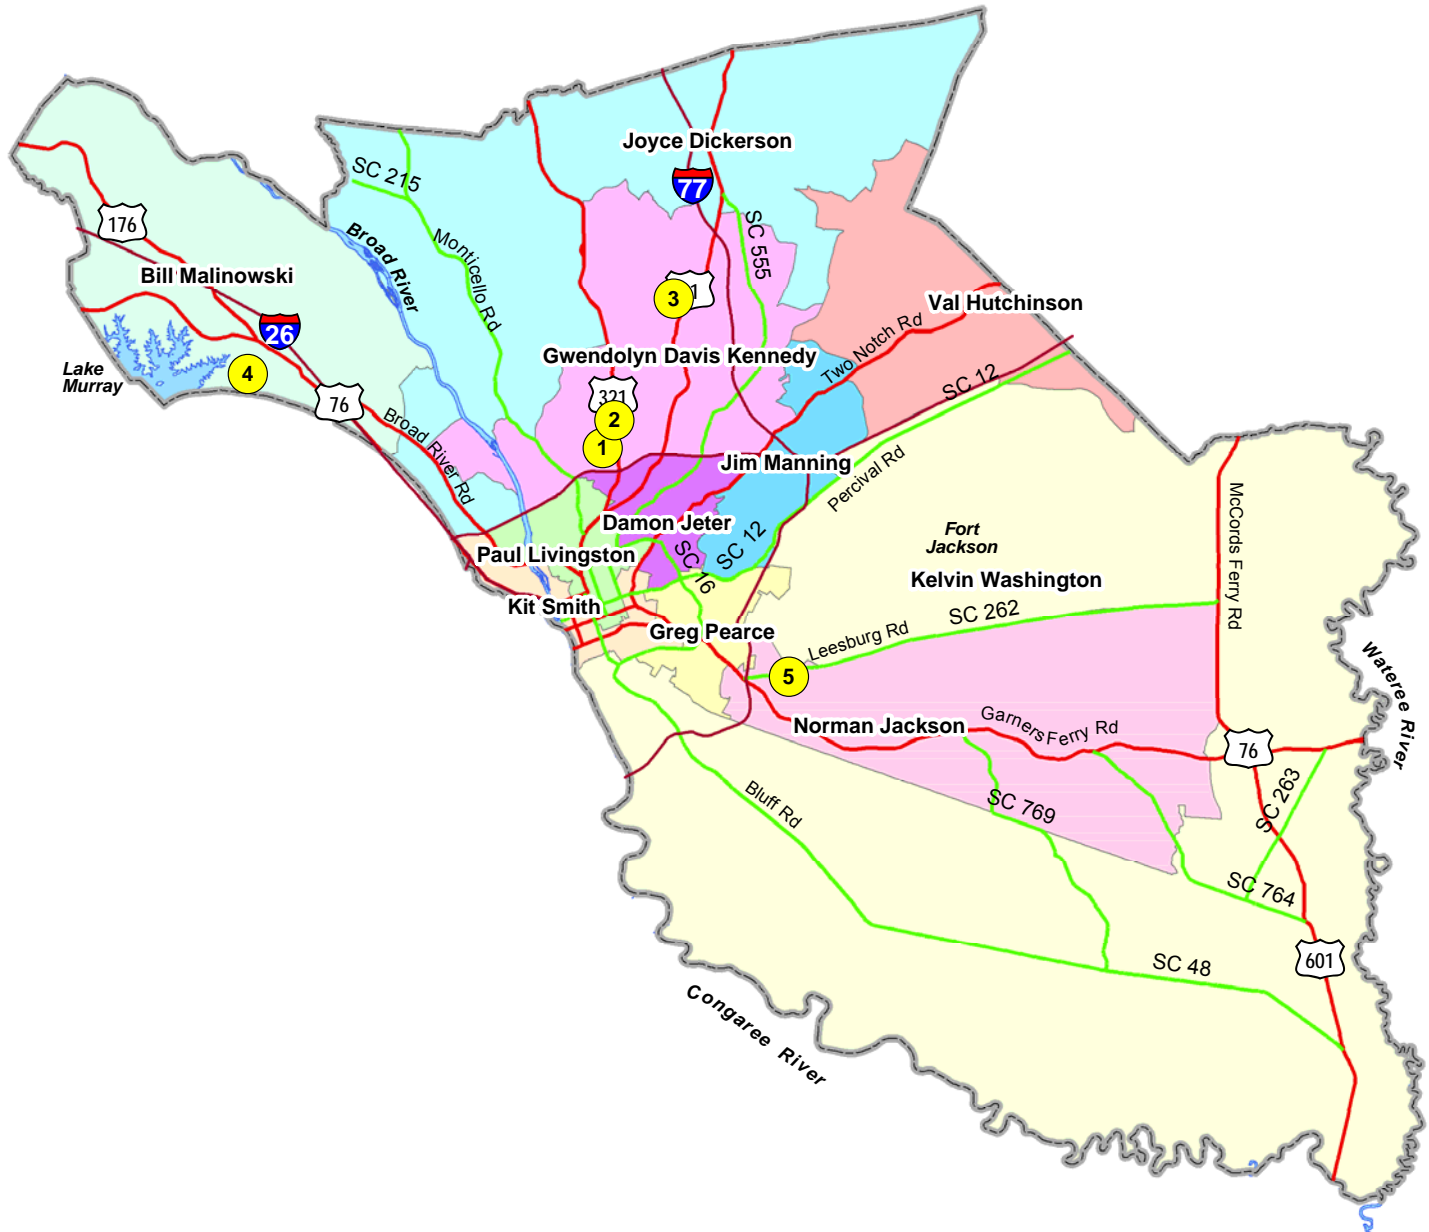 Joyce Dickerson
77
SC 215
SC 555
176
Broad River
Monticello Rd
Bill Malinowski
3
1
Val Hutchinson
26
Two Notch Rd
Gwendolyn Davis Kennedy
Lake
Murray
4
76
321
SC 12
2
Broad River Rd
1
Jim Manning
Percival Rd
McCords Ferry Rd
Damon Jeter
SC 12
Fort
Jackson
Paul Livingston
SC 16
Kelvin Washington
Kit Smith
SC 262
Greg Pearce
Leesburg Rd
5
Wateree River
Norman Jackson
Garners Ferry Rd
76
SC 263
Bluff Rd
SC 769
SC 764
601
SC 48
Congaree River